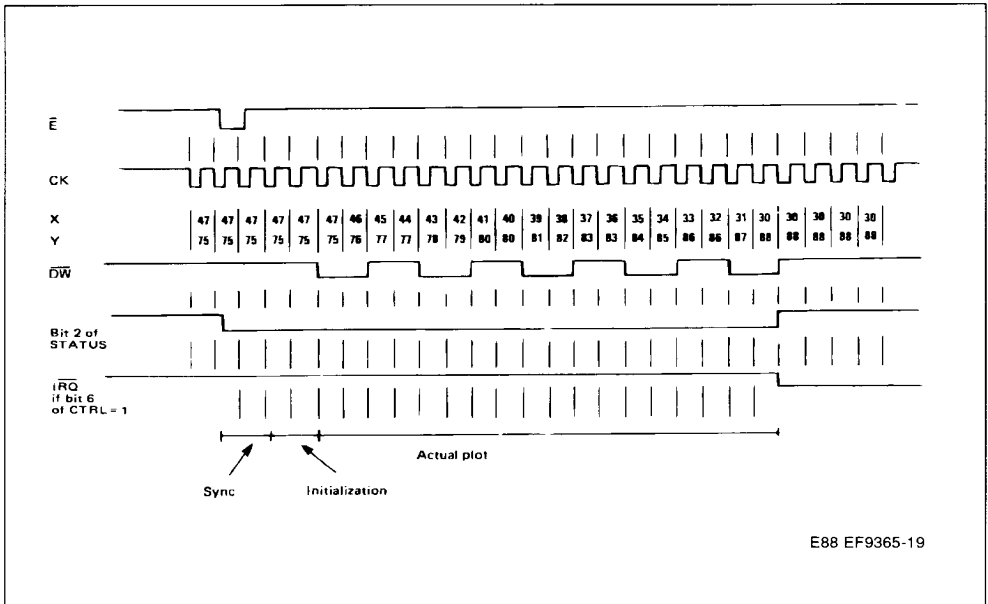 Ē
CK
X 47 47 47 47 47 47 46 45 44 43 42 41 40 39 38 37 36 35 34 33 32 31 30 30 30 30 30
Y 75 75 75 75 75 75 76 77 77 78 79 80 80 81 82 83 83 84 85 86 86 87 88 88 88 88 88
D̅W̅
Bit 2 of
STATUS
I̅R̅Q̅
if bit 6
of CTRL = 1
Actual plot
Sync
Initialization
E88 EF9365-19